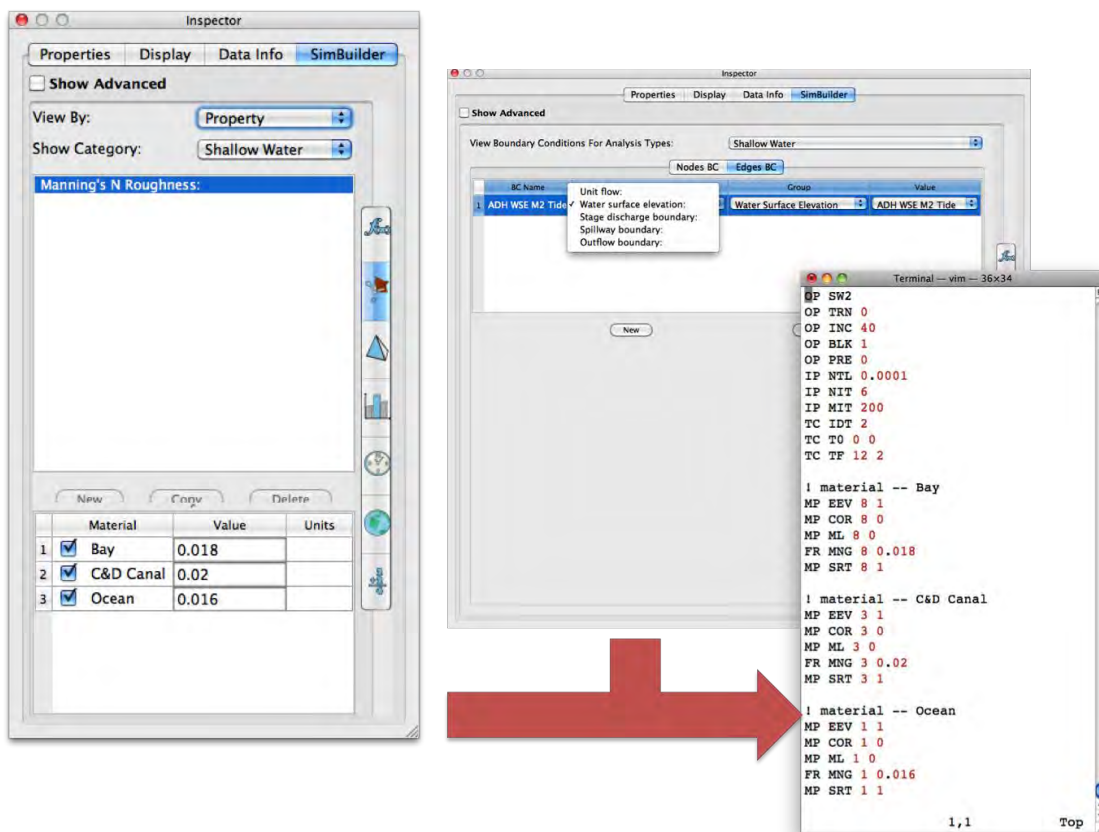 Inspector
Properties Display Data Info SimBuilder
Show Advanced
View By: Property
Show Category: Shallow Water
Manning's N Roughness:
New Copy Delete
Material Value Units
1 Bay 0.018
2 C&D Canal 0.02
3 Ocean 0.016
Inspector
Properties Display Data Info SimBuilder
Show Advanced
View Boundary Conditions For Analysis Types: Shallow Water
Nodes BC Edges BC
BC Name Group Value
1 ADH WSE M2 Tide Water Surface Elevation ADH WSE M2 Tide
Unit flow:
✓ Water surface elevation:
Stage discharge boundary:
Spillway boundary:
Outflow boundary:
New
Terminal — vim — 36×34
OP SW2
OP TRN 0
OP INC 40
OP BLK 1
OP PRE 0
IP NTL 0.0001
IP NIT 6
IP MIT 200
TC IDT 2
TC T0 0 0
TC TF 12 2
! material -- Bay
MP EEV 8 1
MP COR 8 0
MP ML 8 0
FR MNG 8 0.018
MP SRT 8 1
! material -- C&D Canal
MP EEV 3 1
MP COR 3 0
MP ML 3 0
FR MNG 3 0.02
MP SRT 3 1
! material -- Ocean
MP EEV 1 1
MP COR 1 0
MP ML 1 0
FR MNG 1 0.016
MP SRT 1 1
1,1 Top